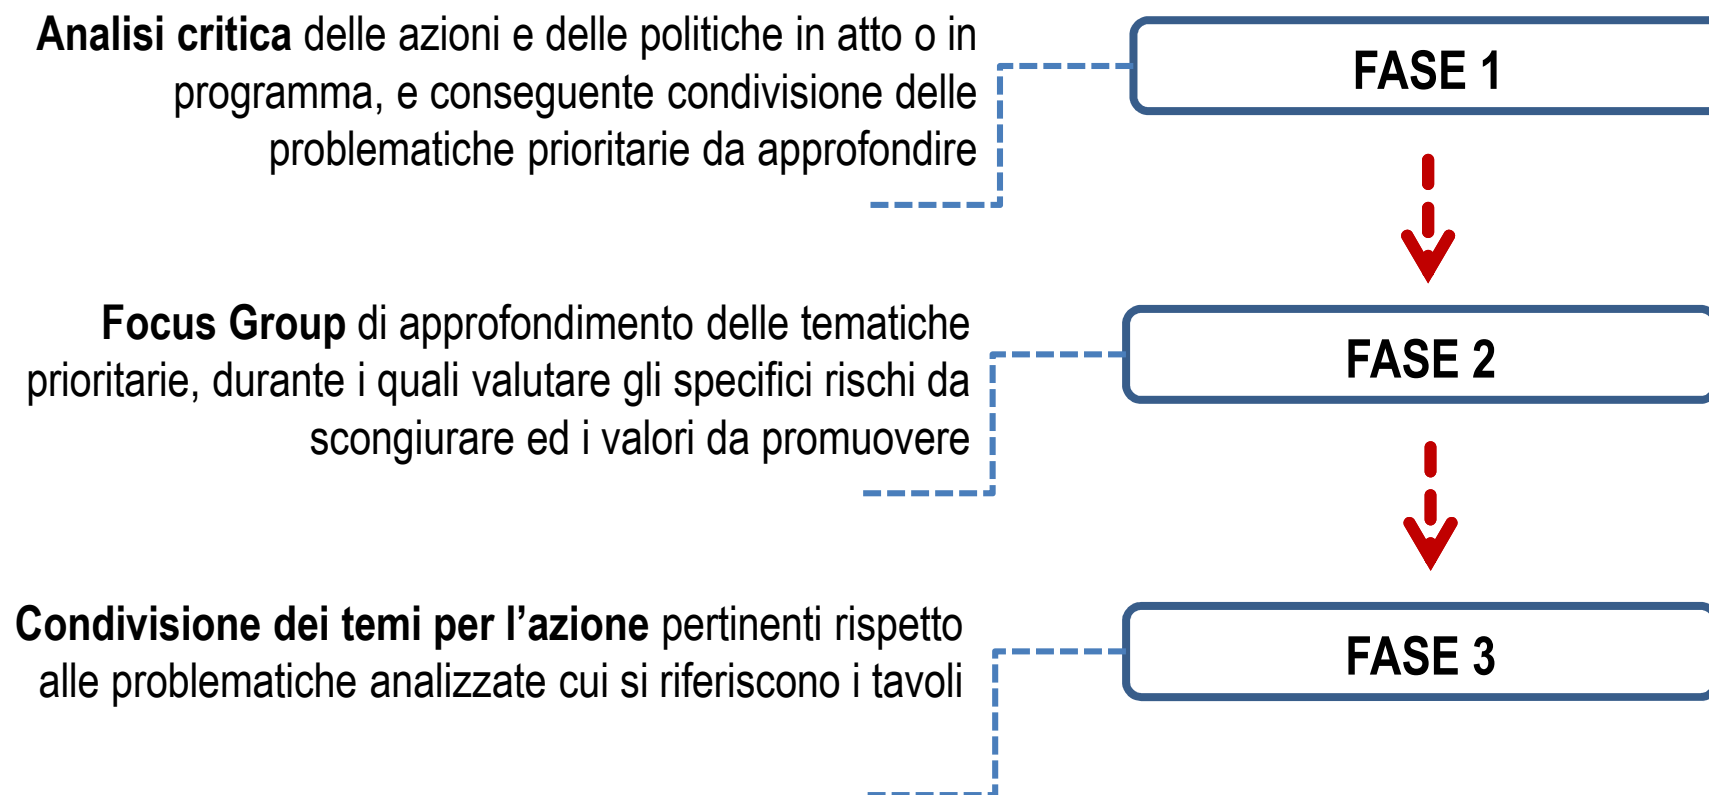 Analisi critica delle azioni e delle politiche in atto o in
programma, e conseguente condivisione delle
problematiche prioritarie da approfondire
FASE 1
Focus Group di approfondimento delle tematiche
prioritarie, durante i quali valutare gli specifici rischi da
scongiurare ed i valori da promuovere
FASE 2
Condivisione dei temi per l’azione pertinenti rispetto
alle problematiche analizzate cui si riferiscono i tavoli
FASE 3